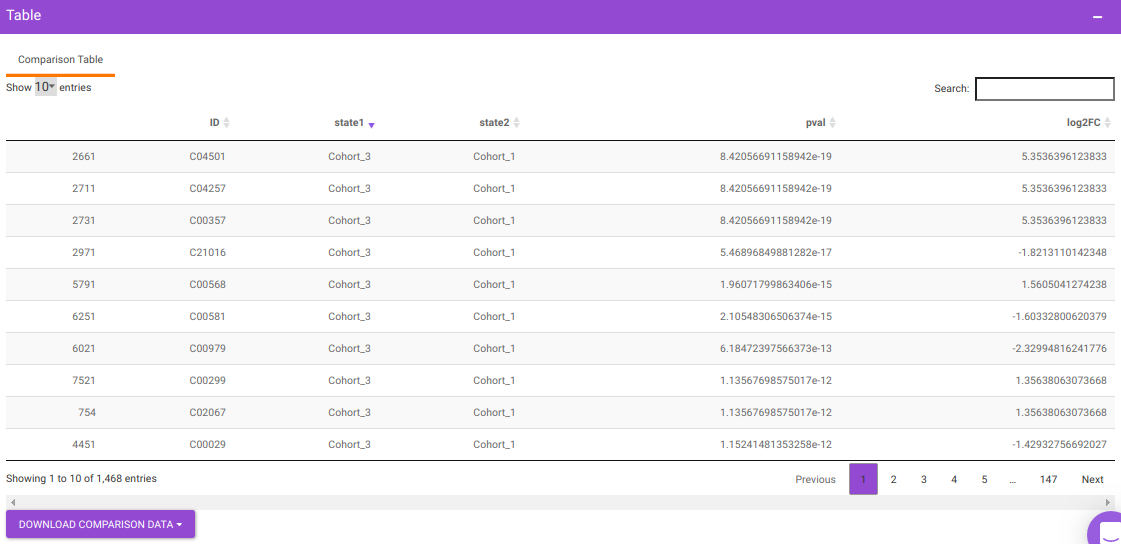 Table
Comparison Table
Show 10 entries Search:
ID state1 state2 pval log2FC
2661 C04501 Cohort_3 Cohort_1 8.42056691158942e-19 5.3536396123833
2711 C04257 Cohort_3 Cohort_1 8.42056691158942e-19 5.3536396123833
2731 C00357 Cohort_3 Cohort_1 8.42056691158942e-19 5.3536396123833
2971 C21016 Cohort_3 Cohort_1 5.46896849881282e-17 -1.8213110142348
5791 C00568 Cohort_3 Cohort_1 1.96071799863406e-15 1.5605041274238
6251 C00581 Cohort_3 Cohort_1 2.10548306506374e-15 -1.60332800620379
6021 C00979 Cohort_3 Cohort_1 6.18472397566373e-13 -2.32994816241776
7521 C00299 Cohort_3 Cohort_1 1.13567698575017e-12 1.35638063073668
754 C02067 Cohort_3 Cohort_1 1.13567698575017e-12 1.35638063073668
4451 C00029 Cohort_3 Cohort_1 1.15241481353258e-12 -1.42932756692027
Showing 1 to 10 of 1,468 entries Previous 1 2 3 4 5 … 147 Next
DOWNLOAD COMPARISON DATA